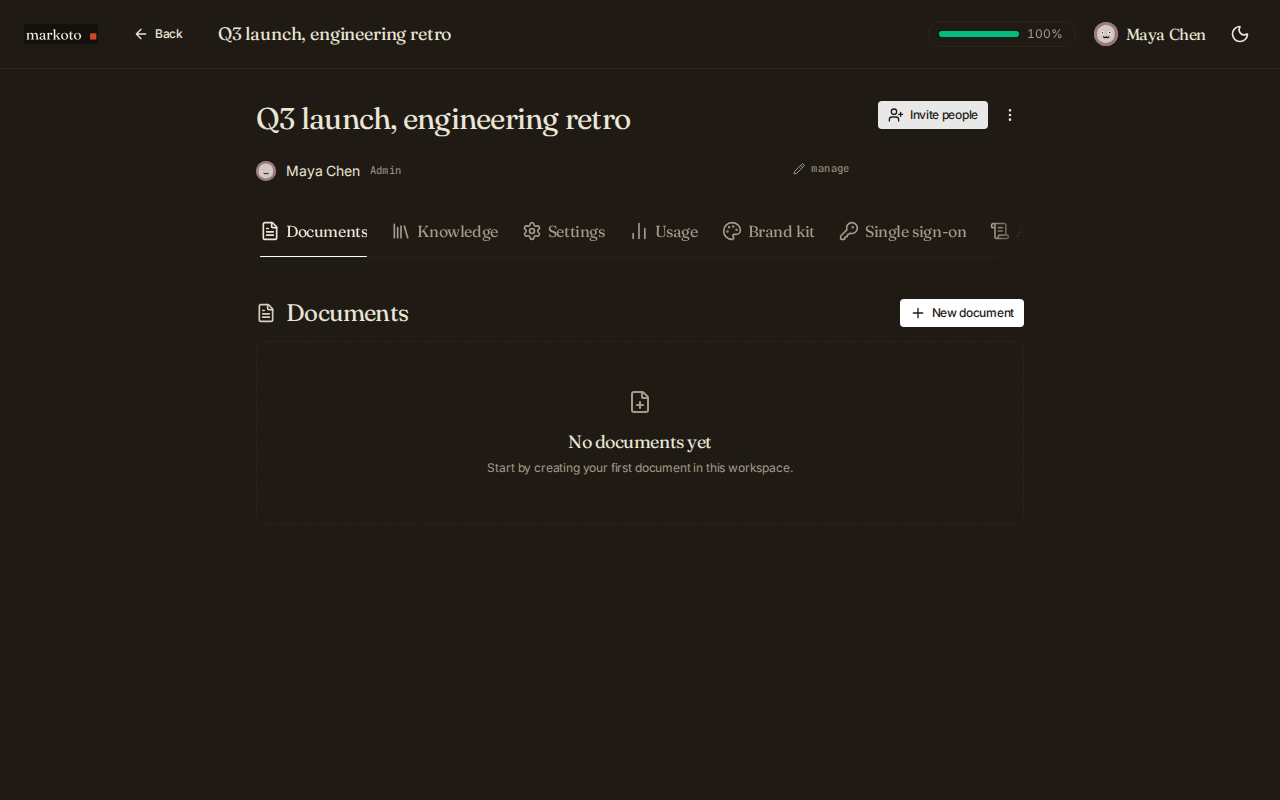 markoto
Back
Q3 launch, engineering retro
100%
Maya Chen
Q3 launch, engineering retro
Invite people
Maya Chen Admin
manage
Documents
Knowledge
Settings
Usage
Brand kit
Single sign-on
Documents
New document
No documents yet
Start by creating your first document in this workspace.